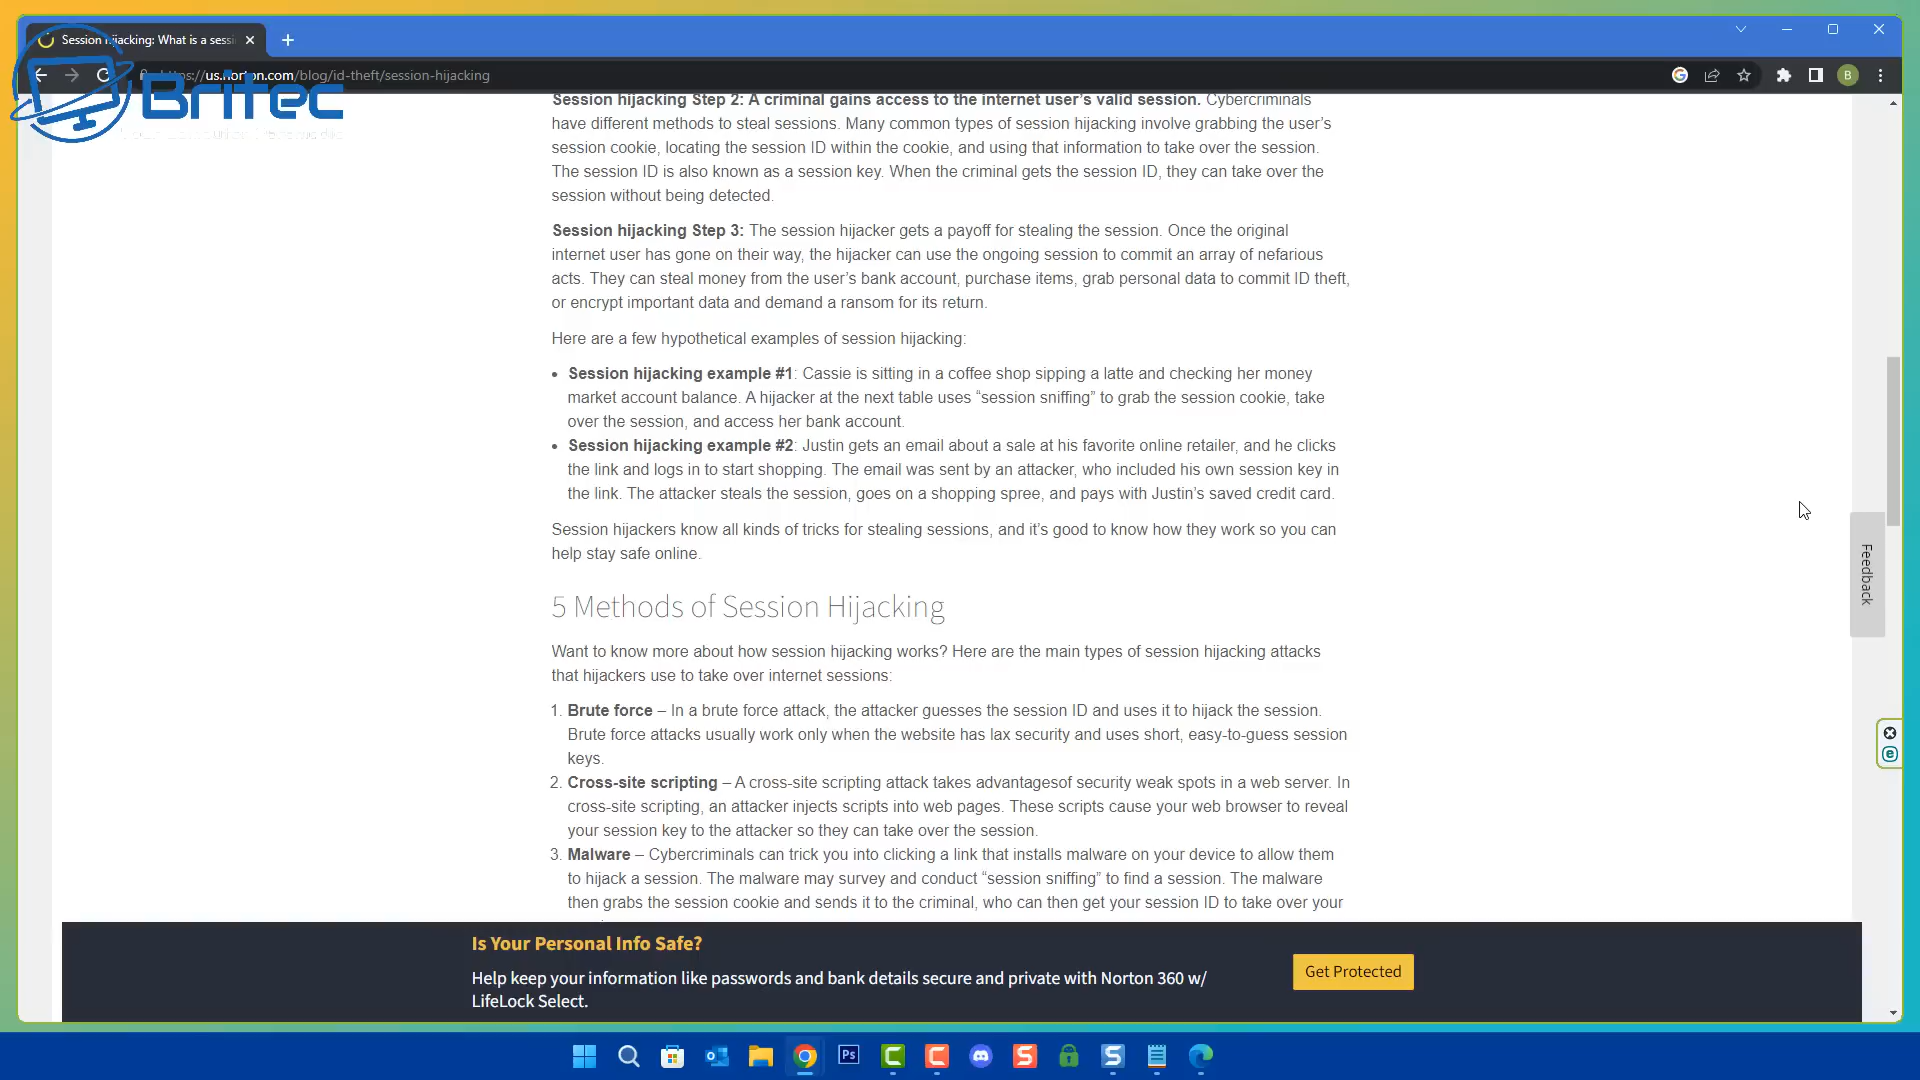 Session hijacking: What is a sessi
Britec
https://us.norton.com/blog/id-theft/session-hijacking
B
Session hijacking Step 2: A criminal gains access to the internet user's valid session. Cybercriminals
have different methods to steal sessions. Many common types of session hijacking involve grabbing the user's
session cookie, locating the session ID within the cookie, and using that information to take over the session.
The session ID is also known as a session key. When the criminal gets the session ID, they can take over the
session without being detected.
Session hijacking Step 3: The session hijacker gets a payoff for stealing the session. Once the original
internet user has gone on their way, the hijacker can use the ongoing session to commit an array of nefarious
acts. They can steal money from the user's bank account, purchase items, grab personal data to commit ID theft,
or encrypt important data and demand a ransom for its return.
Here are a few hypothetical examples of session hijacking:
• Session hijacking example #1: Cassie is sitting in a coffee shop sipping a latte and checking her money
market account balance. A hijacker at the next table uses “session sniffing” to grab the session cookie, take
over the session, and access her bank account.
• Session hijacking example #2: Justin gets an email about a sale at his favorite online retailer, and he clicks
the link and logs in to start shopping. The email was sent by an attacker, who included his own session key in
the link. The attacker steals the session, goes on a shopping spree, and pays with Justin's saved credit card.
Session hijackers know all kinds of tricks for stealing sessions, and it's good to know how they work so you can
help stay safe online.
Feedback
5 Methods of Session Hijacking
Want to know more about how session hijacking works? Here are the main types of session hijacking attacks
that hijackers use to take over internet sessions:
1. Brute force – In a brute force attack, the attacker guesses the session ID and uses it to hijack the session.
Brute force attacks usually work only when the website has lax security and uses short, easy-to-guess session
keys.
2. Cross-site scripting – A cross-site scripting attack takes advantagesof security weak spots in a web server. In
cross-site scripting, an attacker injects scripts into web pages. These scripts cause your web browser to reveal
your session key to the attacker so they can take over the session.
3. Malware – Cybercriminals can trick you into clicking a link that installs malware on your device to allow them
to hijack a session. The malware may survey and conduct “session sniffing” to find a session. The malware
then grabs the session cookie and sends it to the criminal, who can then get your session ID to take over your
Is Your Personal Info Safe?
Help keep your information like passwords and bank details secure and private with Norton 360 w/
LifeLock Select.
Get Protected
Ps